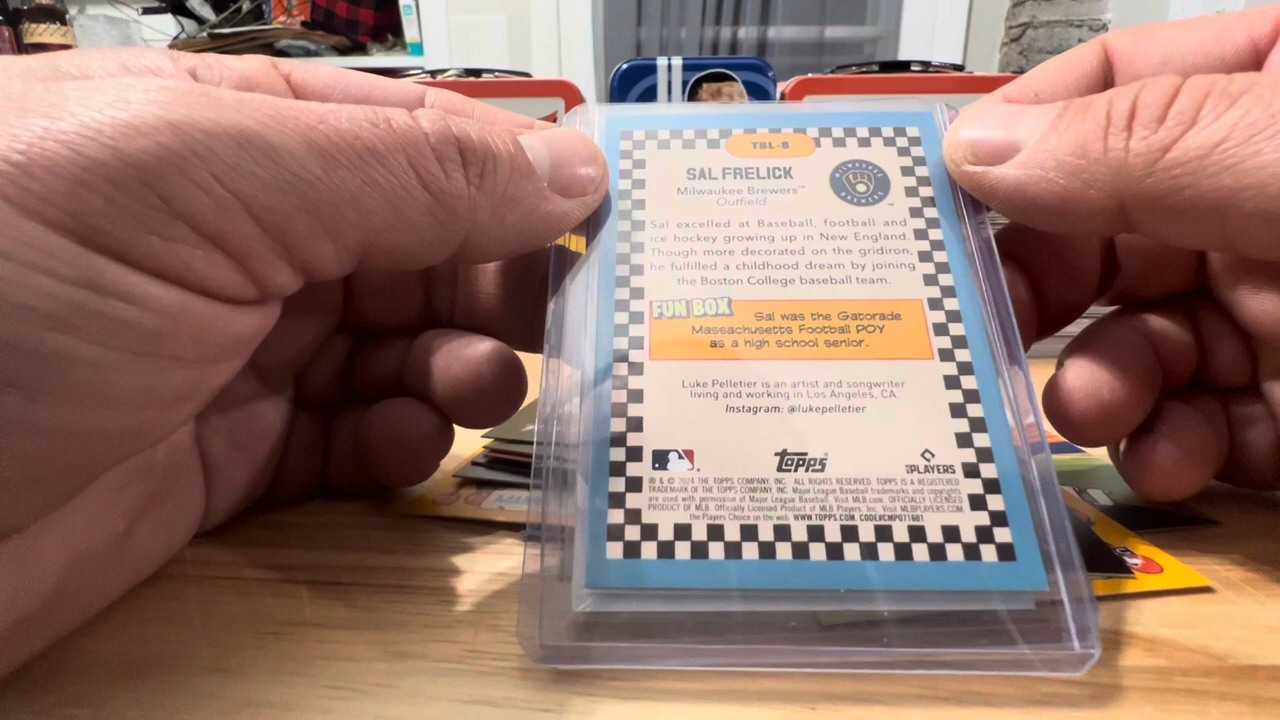 TBL-8
SAL FRELICK
Milwaukee Brewers™
Outfield
MILWAUKEE BREWERS
Sal excelled at Baseball, football and
ice hockey growing up in New England.
Though more decorated on the gridiron,
he fulfilled a childhood dream by joining
the Boston College baseball team.
FUN BOX
Sal was the Gatorade
Massachusetts Football POY
as a high school senior.
Luke Pelletier is an artist and songwriter
living and working in Los Angeles, CA.
Instagram: @lukepelletier
topps
PLAYERS
® & © 2024 THE TOPPS COMPANY, INC. ALL RIGHTS RESERVED. TOPPS IS A REGISTERED
TRADEMARK OF THE TOPPS COMPANY, INC. Major League Baseball trademarks and copyrights
are used with permission of Major League Baseball. Visit MLB.com. OFFICIALLY LICENSED
PRODUCT OF MLB. Officially Licensed Product of MLB Players, Inc. Visit MLBPLAYERS.COM,
the Players Choice on the web. WWW.TOPPS.COM. CODE#CMP071601